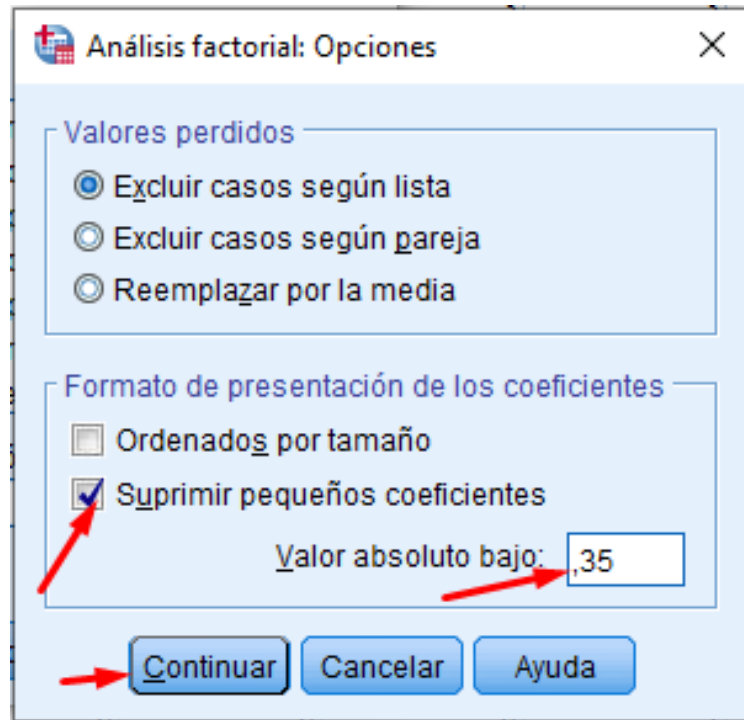 Análisis factorial: Opciones
Valores perdidos
Excluir casos según lista
Excluir casos según pareja
Reemplazar por la media
Formato de presentación de los coeficientes
Ordenados por tamaño
Suprimir pequeños coeficientes
Valor absoluto bajo: ,35
Continuar Cancelar Ayuda